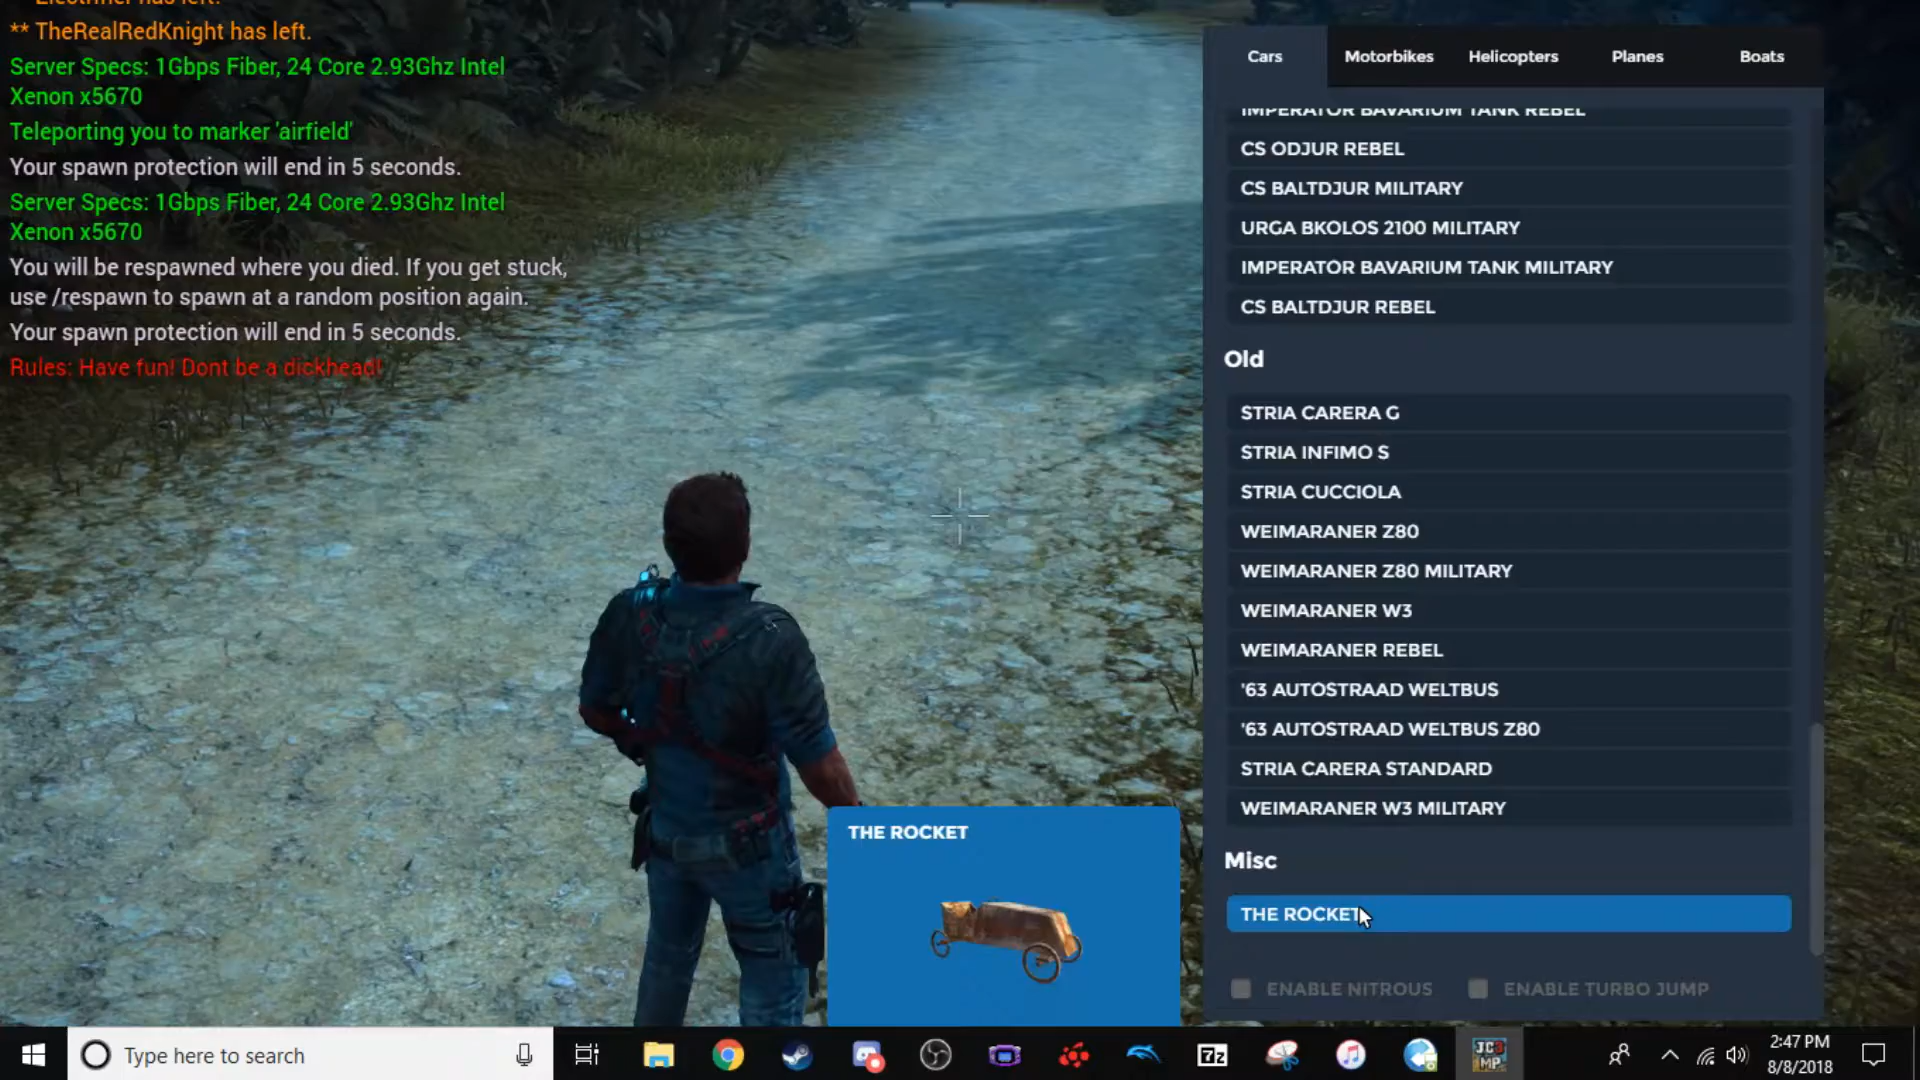 ** TheRealRedKnight has left.
Server Specs: 1Gbps Fiber, 24 Core 2.93Ghz Intel
Xenon x5670
Teleporting you to marker 'airfield'
Your spawn protection will end in 5 seconds.
Server Specs: 1Gbps Fiber, 24 Core 2.93Ghz Intel
Xenon x5670
You will be respawned where you died. If you get stuck,
use /respawn to spawn at a random position again.
Your spawn protection will end in 5 seconds.
Rules: Have fun! Dont be a dickhead!
Cars Motorbikes Helicopters Planes Boats
IMPERATOR BAVARIUM TANK REBEL
CS ODJUR REBEL
CS BALTDJUR MILITARY
URGA BKOLOS 2100 MILITARY
IMPERATOR BAVARIUM TANK MILITARY
CS BALTDJUR REBEL
Old
STRIA CARERA G
STRIA INFIMO S
STRIA CUCCIOLA
WEIMARANER Z80
WEIMARANER Z80 MILITARY
WEIMARANER W3
WEIMARANER REBEL
'63 AUTOSTRAAD WELTBUS
'63 AUTOSTRAAD WELTBUS Z80
STRIA CARERA STANDARD
WEIMARANER W3 MILITARY
Misc
THE ROCKET
ENABLE NITROUS ENABLE TURBO JUMP
THE ROCKET
Type here to search
7z
JC3
MP
2:47 PM
8/8/2018